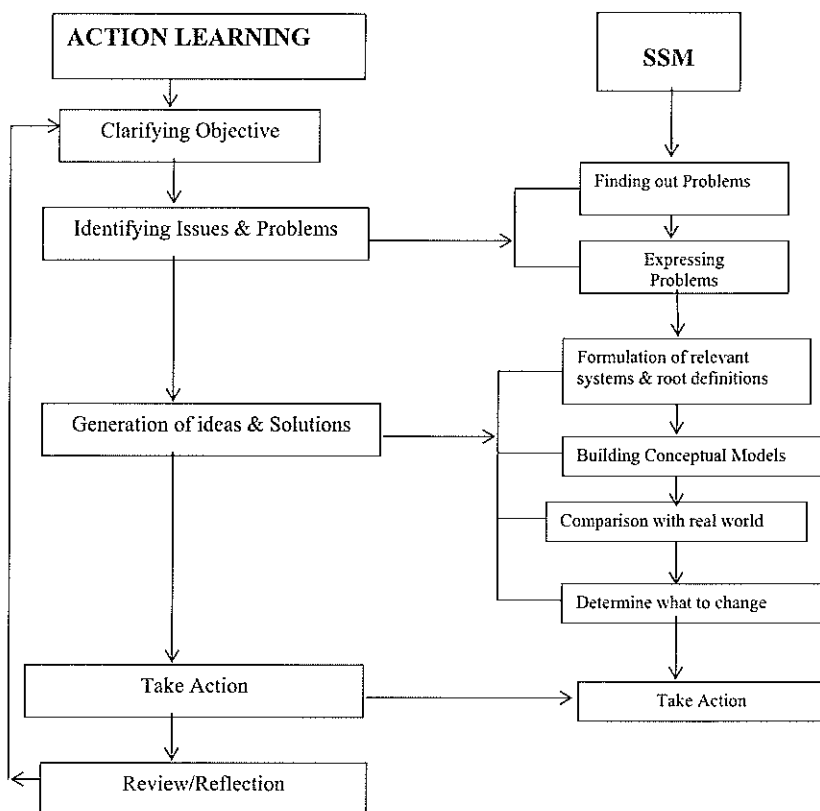 ACTION LEARNING
SSM
Clarifying Objective
Finding out Problems
Identifying Issues & Problems
Expressing
Problems
Formulation of relevant
systems & root definitions
Generation of ideas & Solutions
Building Conceptual Models
Comparison with real world
Determine what to change
Take Action
Take Action
Review/Reflection